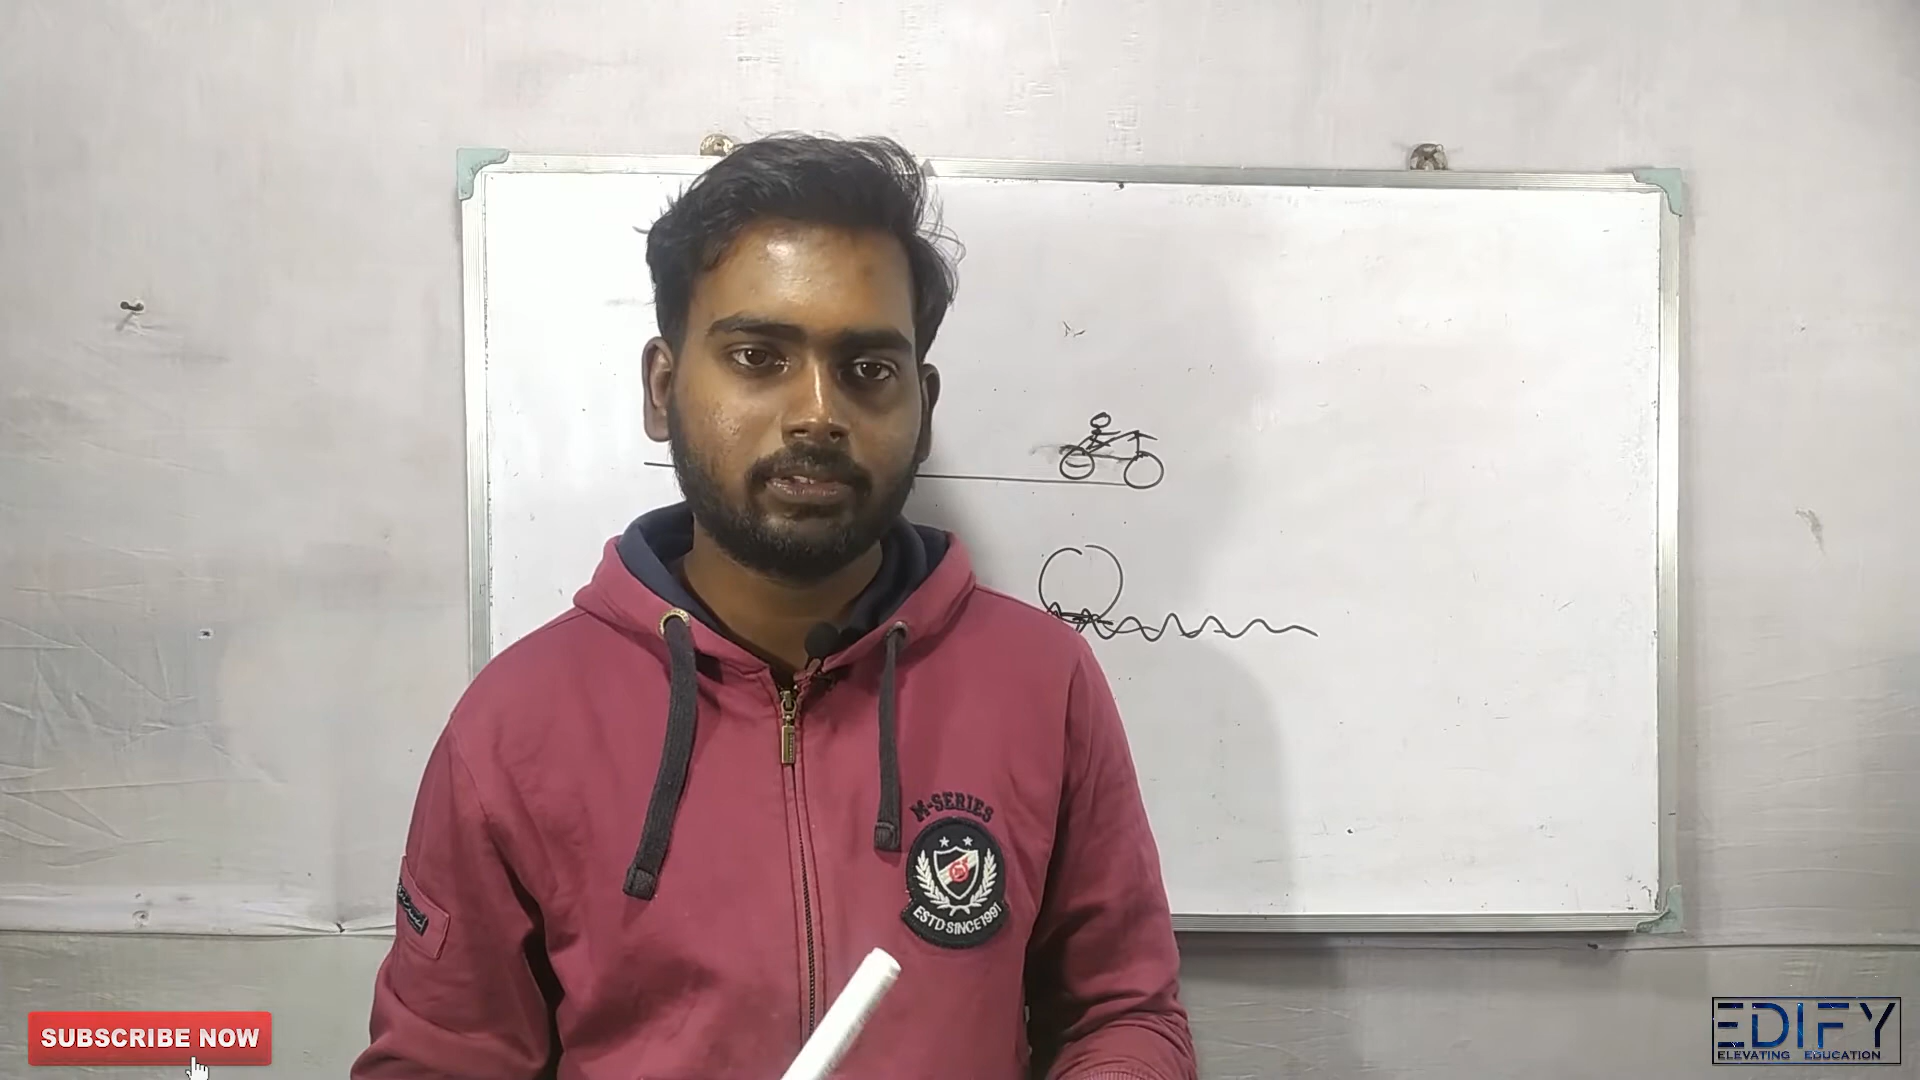 M-SERIES
ESTD SINCE 1991
SUBSCRIBE NOW
EDIFY
ELEVATING EDUCATION